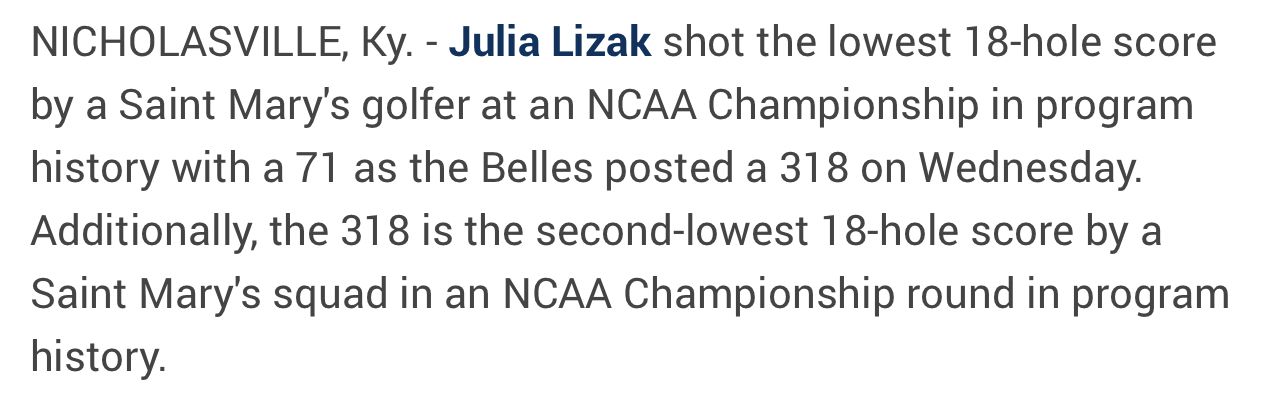 NICHOLASVILLE, Ky. - Julia Lizak shot the lowest 18-hole score
by a Saint Mary's golfer at an NCAA Championship in program
history with a 71 as the Belles posted a 318 on Wednesday.
Additionally, the 318 is the second-lowest 18-hole score by a
Saint Mary's squad in an NCAA Championship round in program
history.